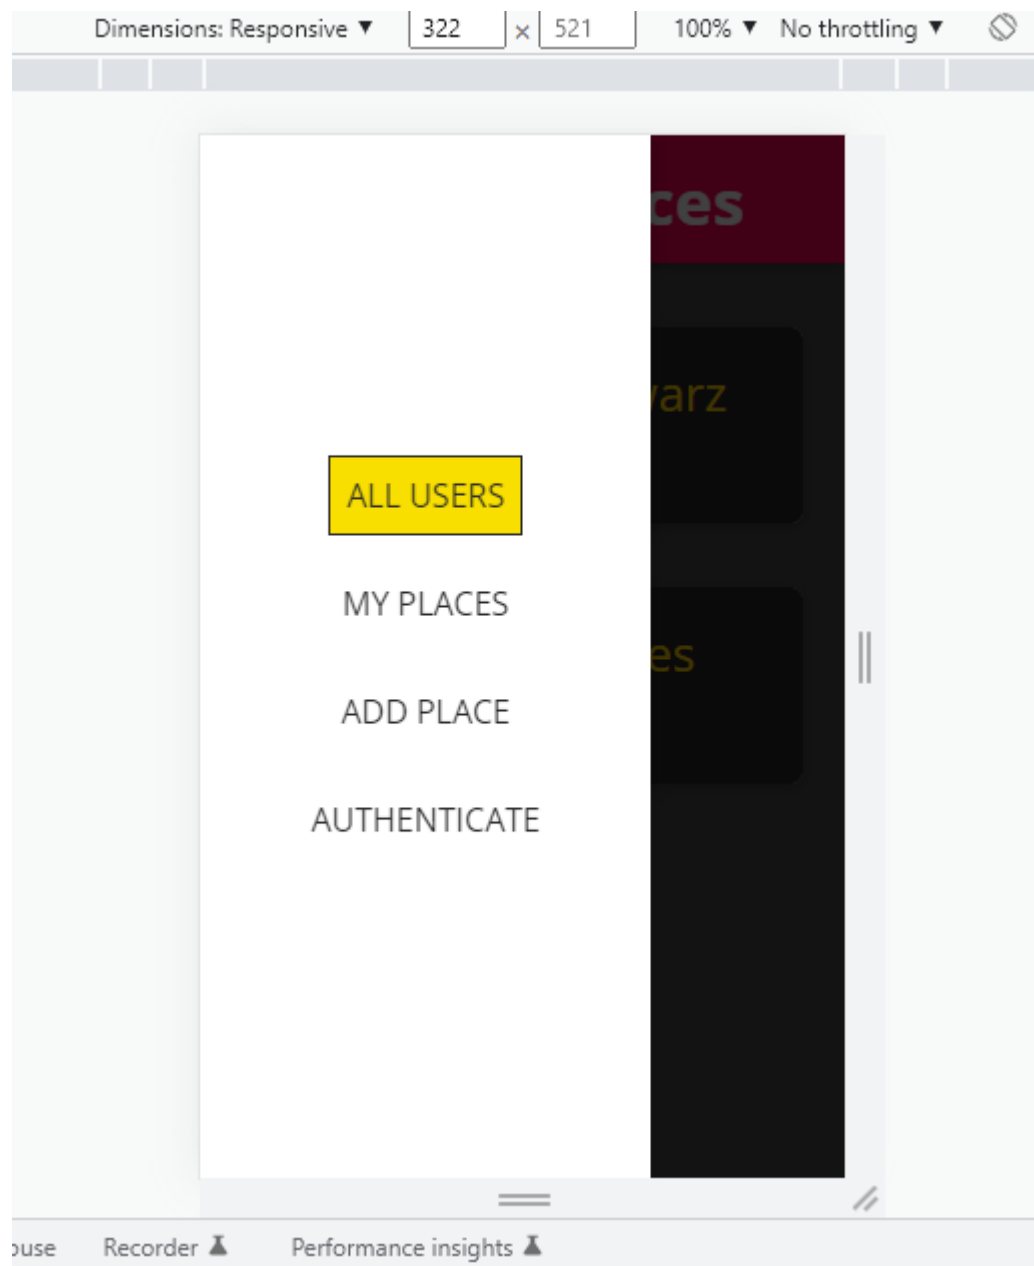 Dimensions: Responsive ▼ 322 × 521 100% ▼ No throttling ▼
ces
arz
ALL USERS
MY PLACES
es
ADD PLACE
AUTHENTICATE
ouse Recorder Performance insights